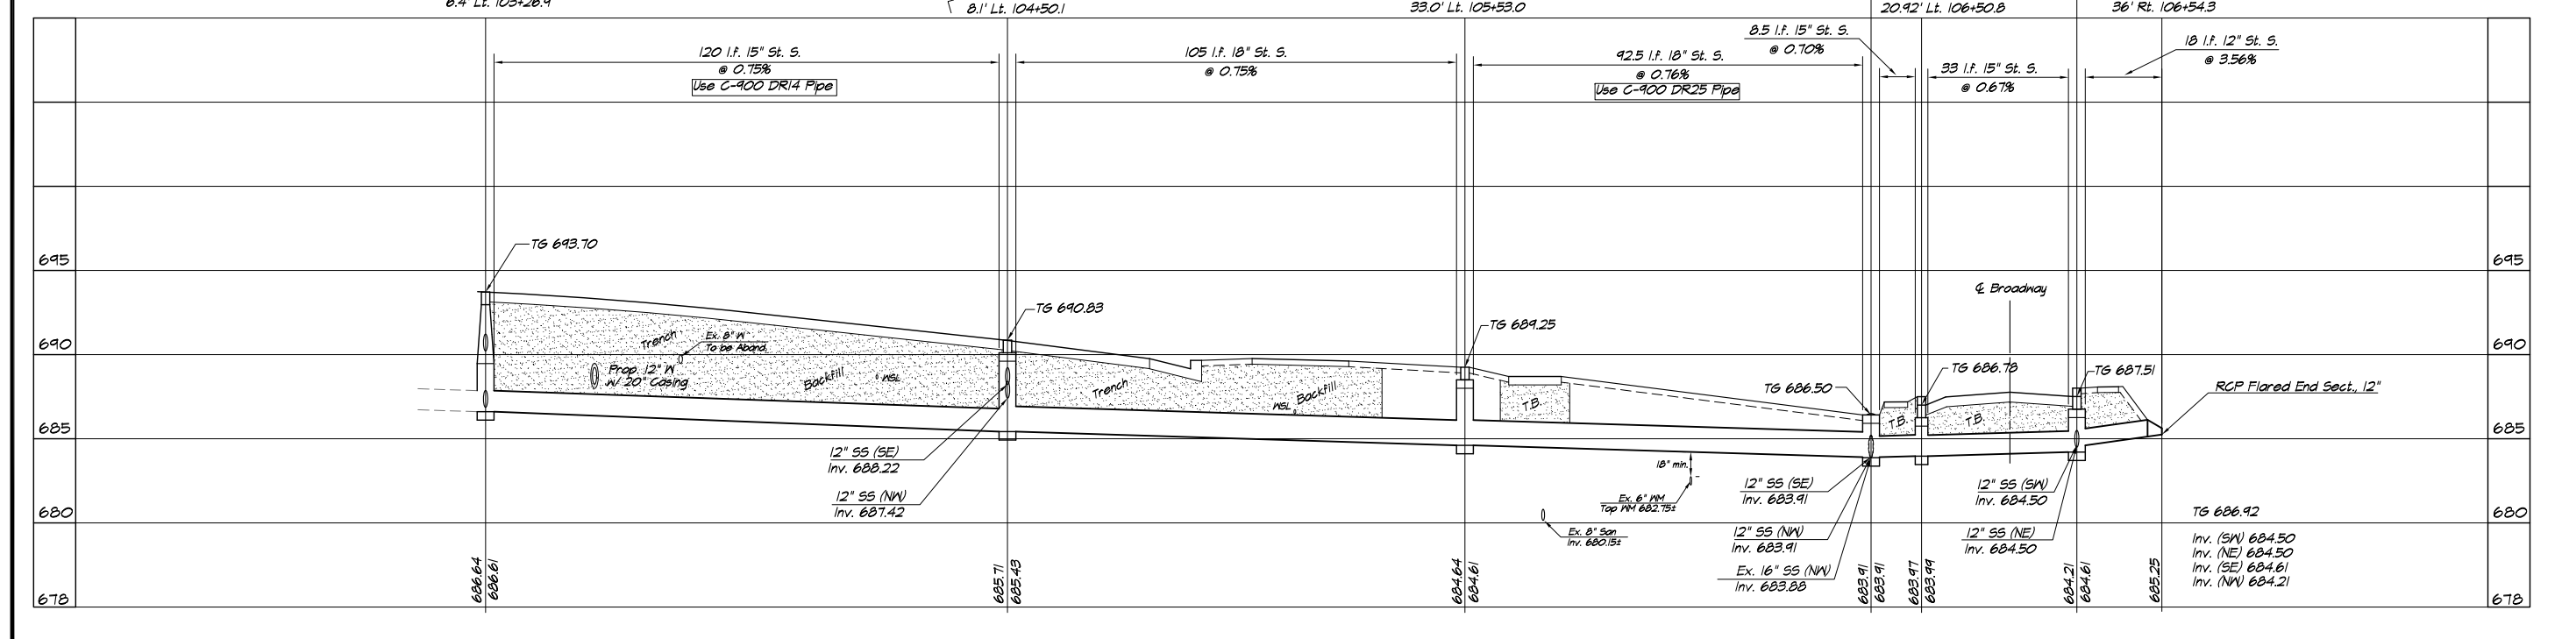 6.4' Lt. 103+26.9
8.1' Lt. 104+50.1
33.0' Lt. 105+53.0
20.92' Lt. 106+50.8
36' Rt. 106+54.3
120 l.f. 15" St. S.
@ 0.75%
Use C-900 DR14 Pipe
105 l.f. 18" St. S.
@ 0.75%
92.5 l.f. 18" St. S.
@ 0.76%
Use C-900 DR25 Pipe
8.5 l.f. 15" St. S.
@ 0.70%
33 l.f. 15" St. S.
@ 0.67%
18 l.f. 12" St. S.
@ 3.56%
695
695
TG 693.70
TG 690.83
TG 689.25
℄ Broadway
690
690
Trench
Ex. 8" W
To be Aband.
Prop. 12" W
W/ 20" Casing
Backfill
WSL
Trench
WSL
Backfill
T.B.
TG 686.50
TG 686.78
TG 687.51
RCP Flared End Sect., 12"
T.B.
T.B.
685
685
12" SS (SE)
Inv. 688.22
12" SS (NW)
Inv. 687.42
18" min.
Ex. 6" WM
Top WM 682.75±
Ex. 8" San
Inv. 680.15±
12" SS (SE)
Inv. 683.91
12" SS (NW)
Inv. 683.91
Ex. 16" SS (NW)
Inv. 683.88
12" SS (SW)
Inv. 684.50
12" SS (NE)
Inv. 684.50
680
680
TG 686.92
Inv. (SW) 684.50
Inv. (NE) 684.50
Inv. (SE) 684.61
Inv. (NW) 684.21
686.64
686.61
685.71
685.43
684.64
684.61
683.91
683.91
683.97
683.99
684.21
684.61
685.25
678
678